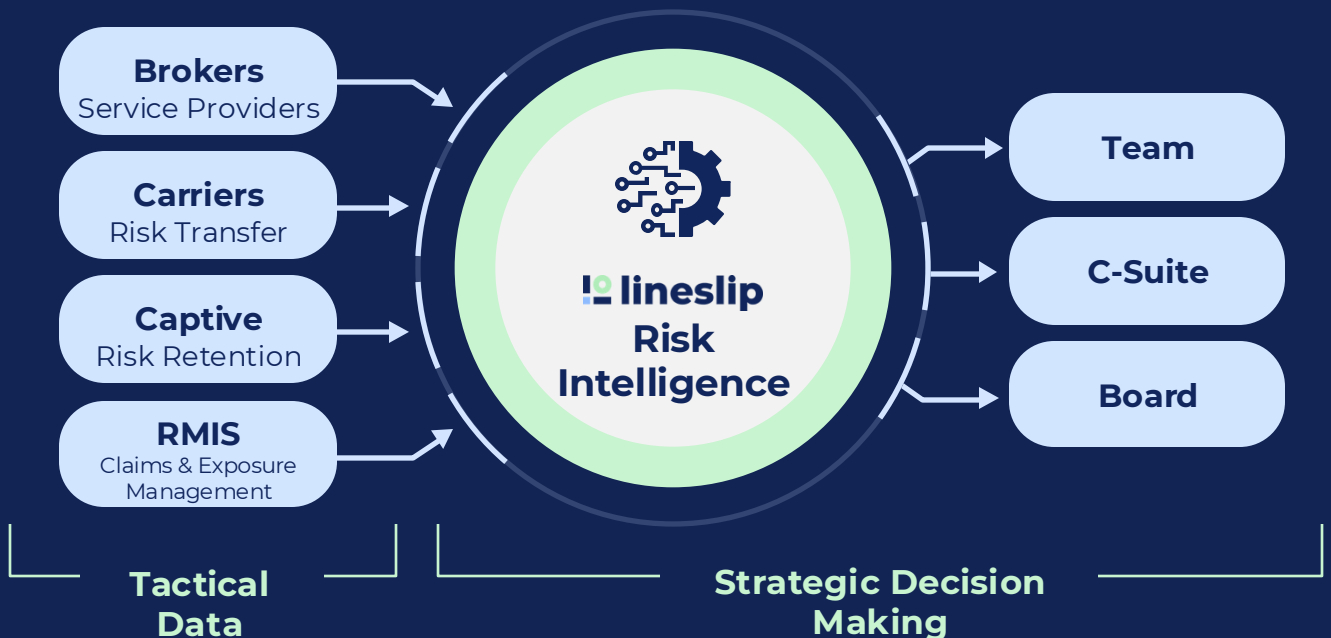 Brokers
Service Providers
Carriers
Risk Transfer
Captive
Risk Retention
RMIS
Claims & Exposure
Management
lineslip
Risk
Intelligence
Team
C-Suite
Board
Tactical
Data
Strategic Decision
Making